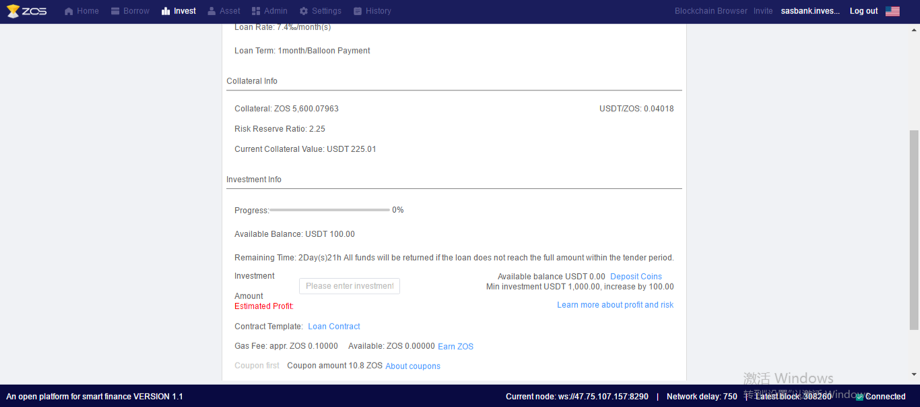 ZOS Home Borrow Invest Asset Admin Settings History Blockchain Browser Invite sasbank.inves... Log out
Loan Rate: 7.4‰/month(s)
Loan Term: 1month/Balloon Payment
Collateral Info
Collateral: ZOS 5,600.07963 USDT/ZOS: 0.04018
Risk Reserve Ratio: 2.25
Current Collateral Value: USDT 225.01
Investment Info
Progress: 0%
Available Balance: USDT 100.00
Remaining Time: 2Day(s)21h All funds will be returned if the loan does not reach the full amount within the tender period.
Investment Amount
Please enter investment
Available balance USDT 0.00 Deposit Coins
Min investment USDT 1,000.00, increase by 100.00
Estimated Profit:
Learn more about profit and risk
Contract Template: Loan Contract
Gas Fee: appr. ZOS 0.10000 Available: ZOS 0.00000 Earn ZOS
Coupon first Coupon amount 10.8 ZOS About coupons
激活 Windows
An open platform for smart finance VERSION 1.1 Current node: ws://47.75.107.157:8290 | Network delay: 750 | Latest block: 308260 Connected